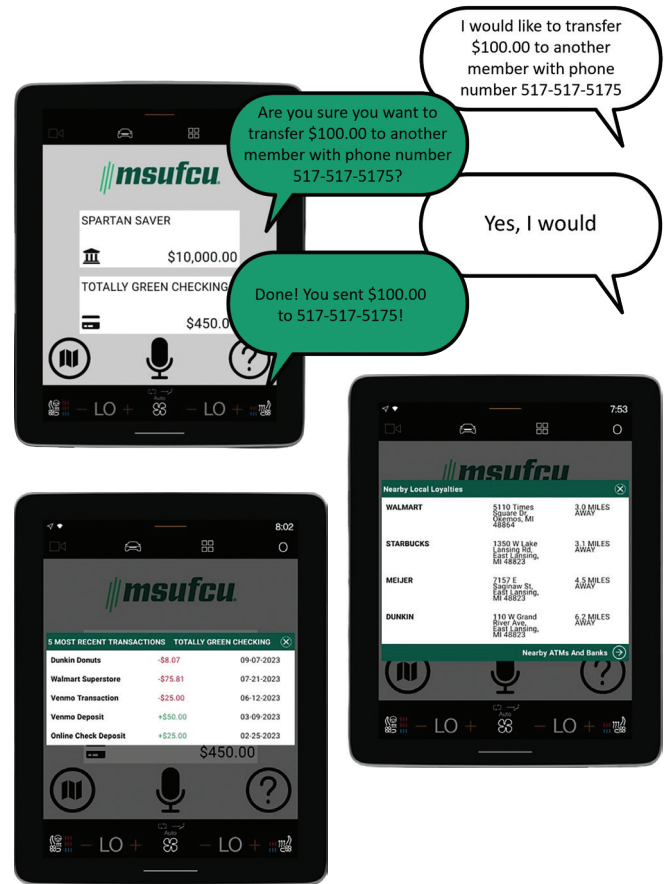 I would like to transfer
$100.00 to another
member with phone
number 517-517-5175
Are you sure you want to
transfer $100.00 to another
member with phone number
517-517-5175?
Yes, I would
Done! You sent $100.00
to 517-517-5175!
msufcu
SPARTAN SAVER
$10,000.00
TOTALLY GREEN CHECKING
$450.0
?
Auto
- LO + - LO +
7:53
msufcu
Nearby Local Loyalties
WALMART 5110 Times Square Dr, Okemos, MI 48864 3.0 MILES AWAY
STARBUCKS 1350 W Lake Lansing Rd, East Lansing, MI 48823 3.1 MILES AWAY
MEIJER 7157 E Saginaw St, East Lansing, MI 48823 4.5 MILES AWAY
DUNKIN 110 W Grand River Ave, East Lansing, MI 48823 6.2 MILES AWAY
Nearby ATMs And Banks
?
Auto
- LO + - LO +
8:02
msufcu
5 MOST RECENT TRANSACTIONS TOTALLY GREEN CHECKING
Dunkin Donuts -$8.07 09-07-2023
Walmart Superstore -$75.81 07-21-2023
Venmo Transaction -$25.00 06-12-2023
Venmo Deposit +$50.00 03-09-2023
Online Check Deposit +$25.00 02-25-2023
$450.00
?
Auto
- LO + - LO +